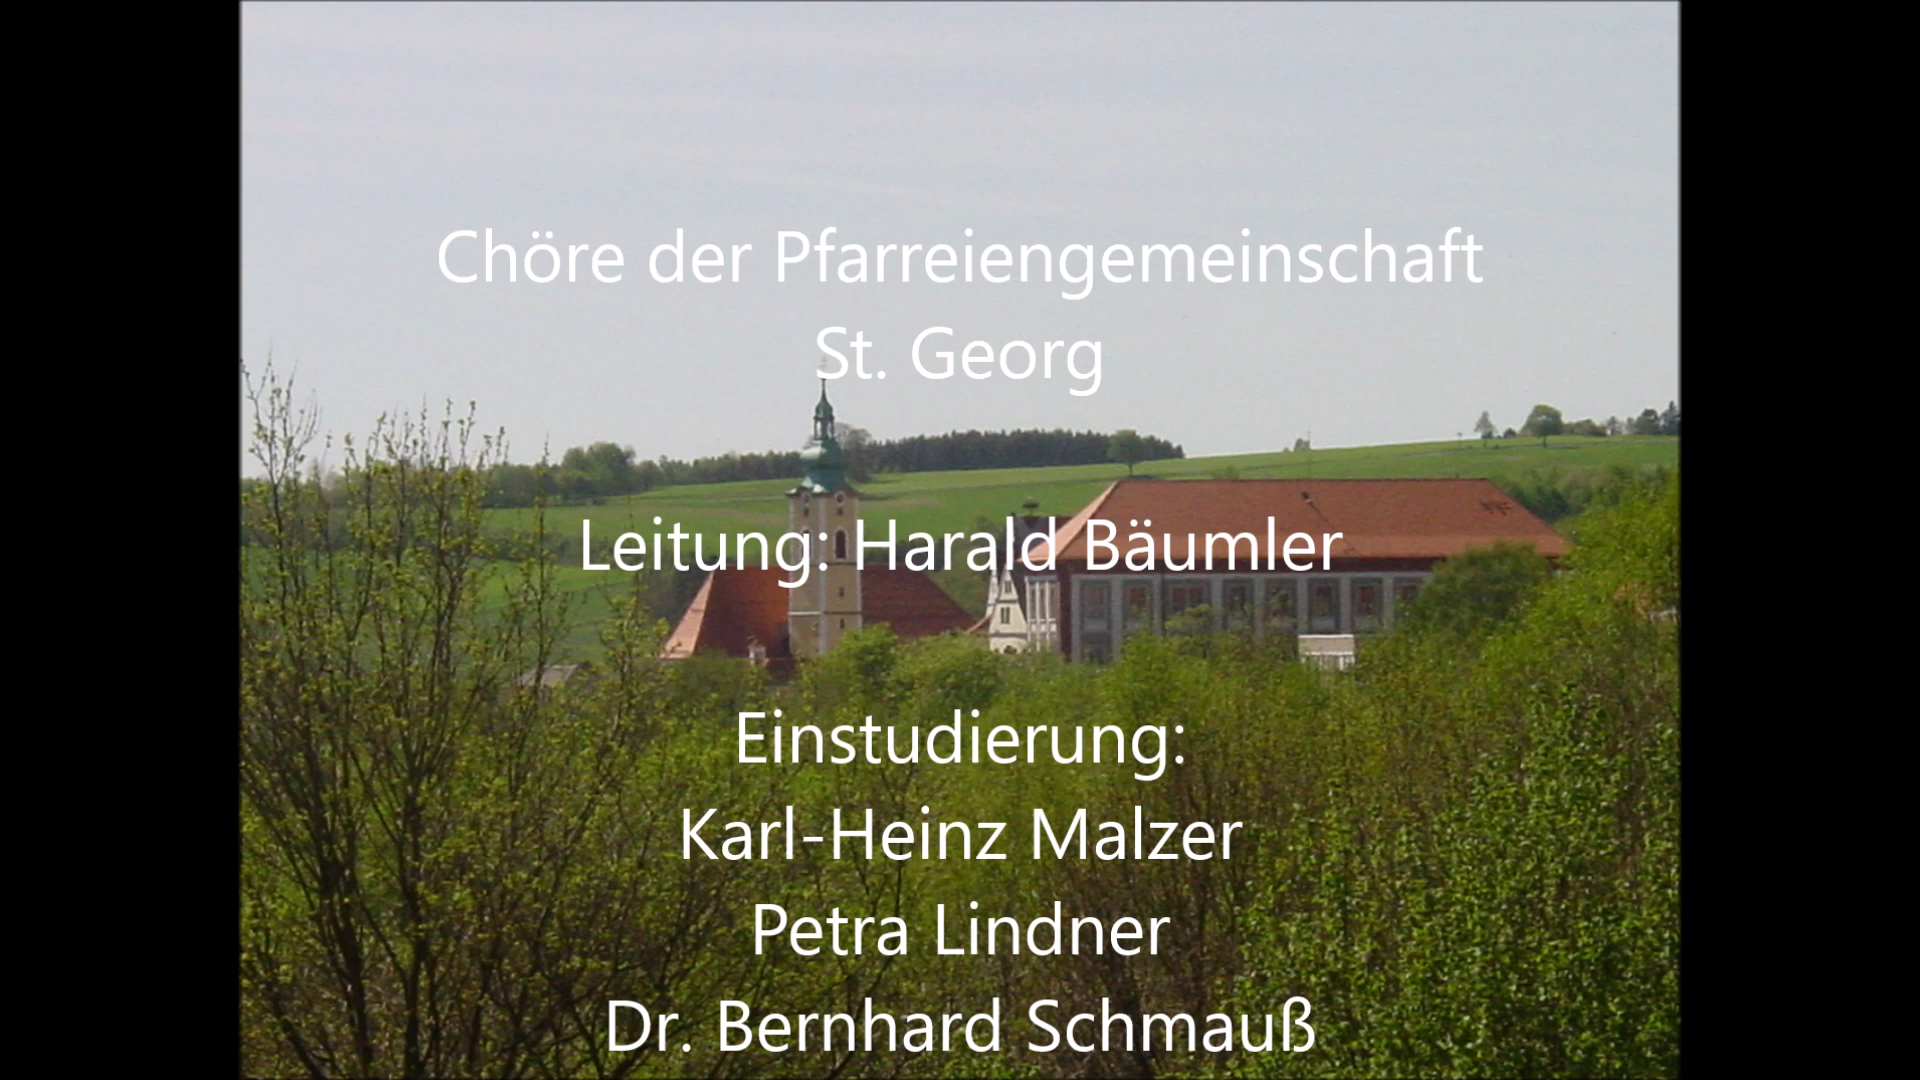 Chöre der Pfarreiengemeinschaft
St. Georg
Leitung: Harald Bäumler
Einstudierung:
Karl-Heinz Malzer
Petra Lindner
Dr. Bernhard Schmauß